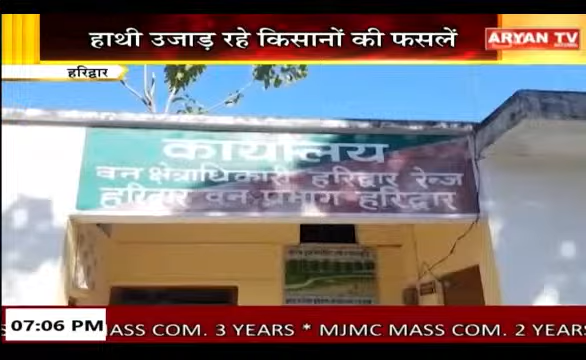 हाथी उजाड़ रहे किसानों की फसलें
ARYAN TV
हरिद्वार
कार्यालय
वन क्षेत्राधिकारी हरिद्वार रेन्ज
हरिद्वार वन प्रभाग हरिद्वार
07:06 PM
MASS COM. 3 YEARS * MJMC MASS COM. 2 YEAR